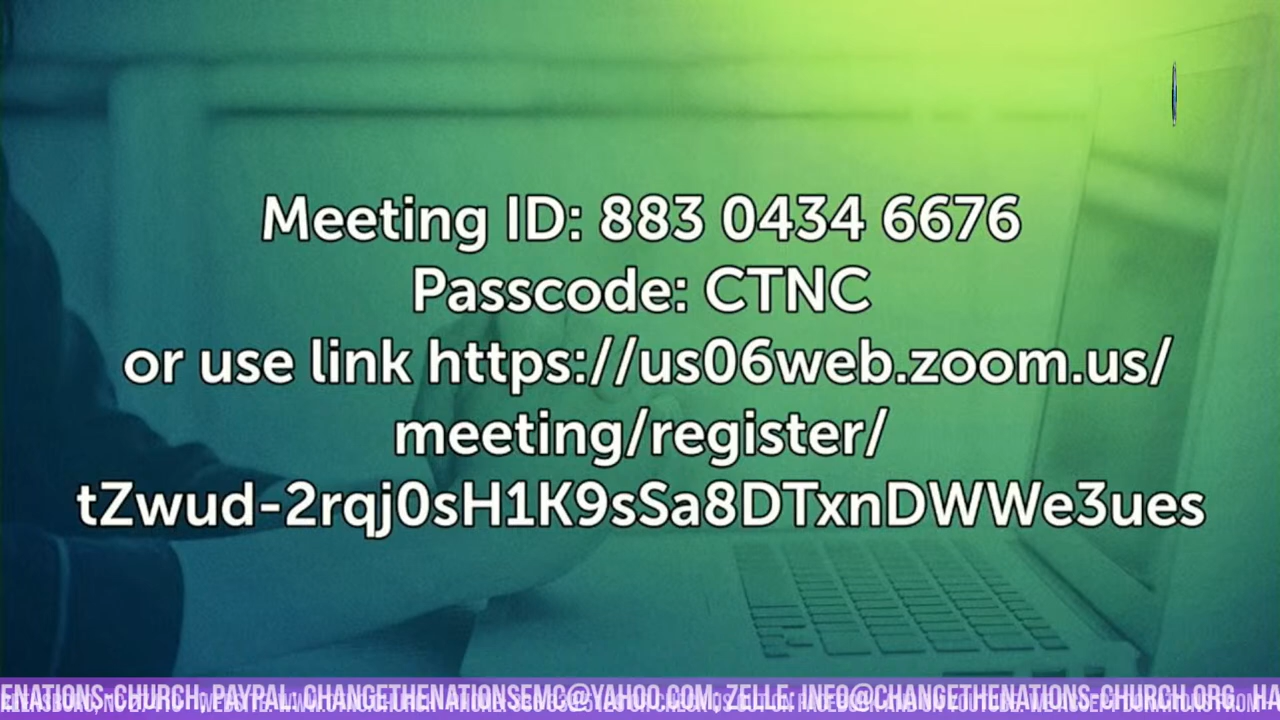 Meeting ID: 883 0434 6676
Passcode: CTNC
or use link https://us06web.zoom.us/
meeting/register/
tZwud-2rqj0sH1K9sSa8DTxnDWWe3ues
ENATIONS-CHURCH, PAYPAL: CHANGETHENATIONSEMC@YAHOO.COM; ZELLE: INFO@CHANGETHENATIONS-CHURCH.ORG. HA